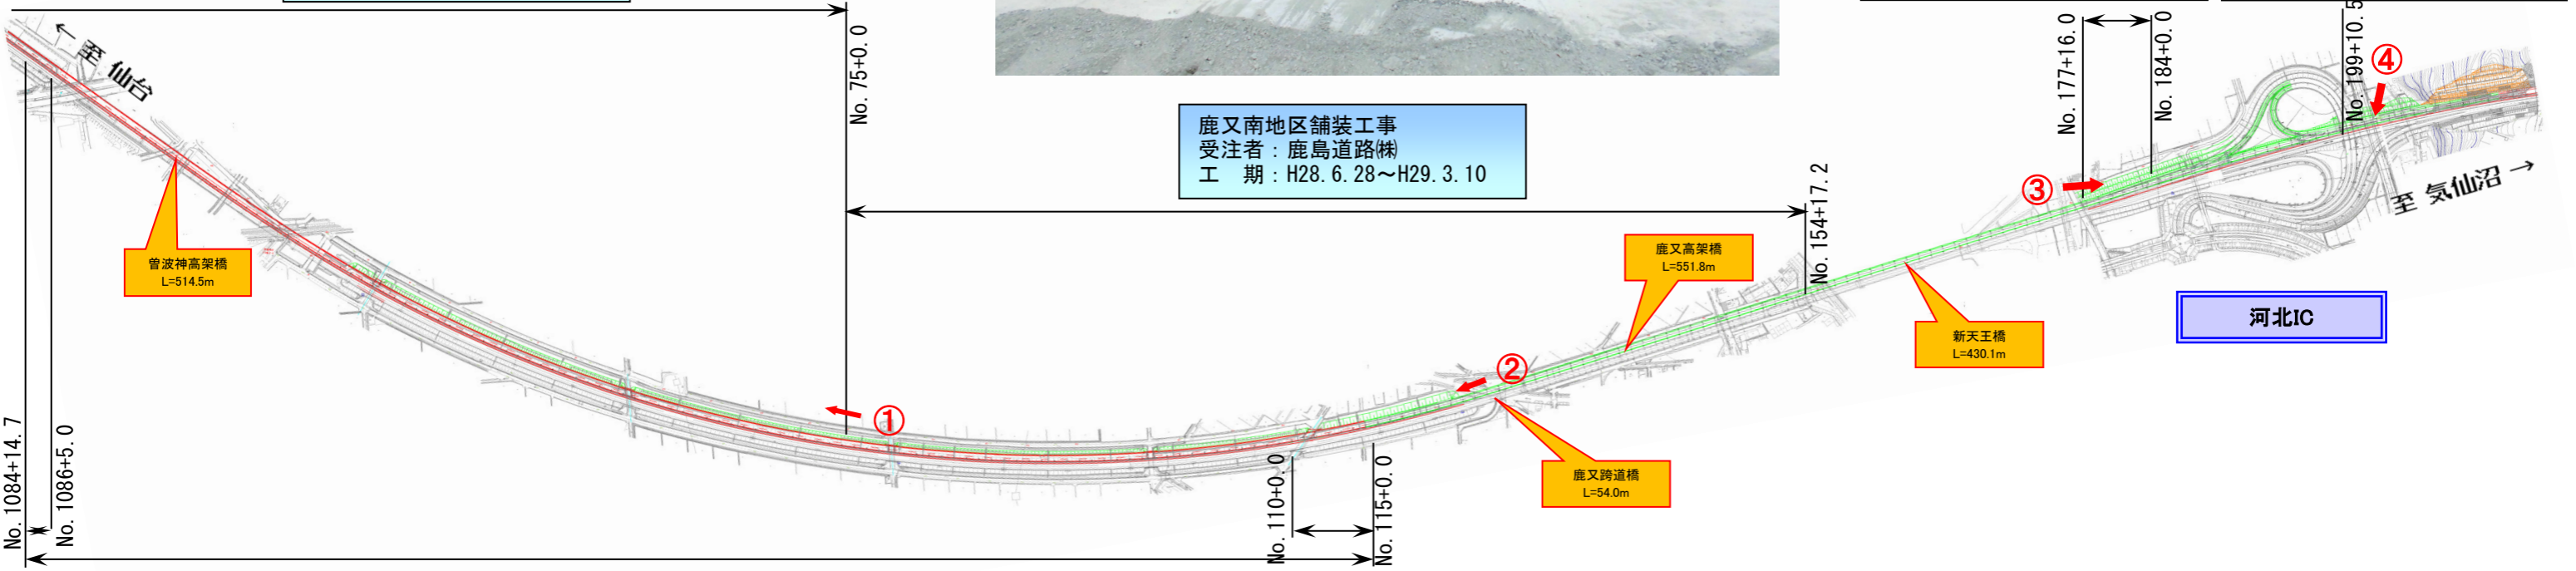 ← 至 仙台
No. 75+0.0
鹿又南地区舗装工事
受注者：鹿島道路㈱
工　期：H28.6.28～H29.3.10
No. 177+16.0
No. 184+0.0
No. 199+10.5
④
③
至 気仙沼 →
No. 154+17.2
曽波神高架橋
L=514.5m
鹿又高架橋
L=551.8m
新天王橋
L=430.1m
河北IC
①
②
鹿又跨道橋
L=54.0m
No. 1084+14.7
No. 1086+5.0
No. 110+0.0
No. 115+0.0